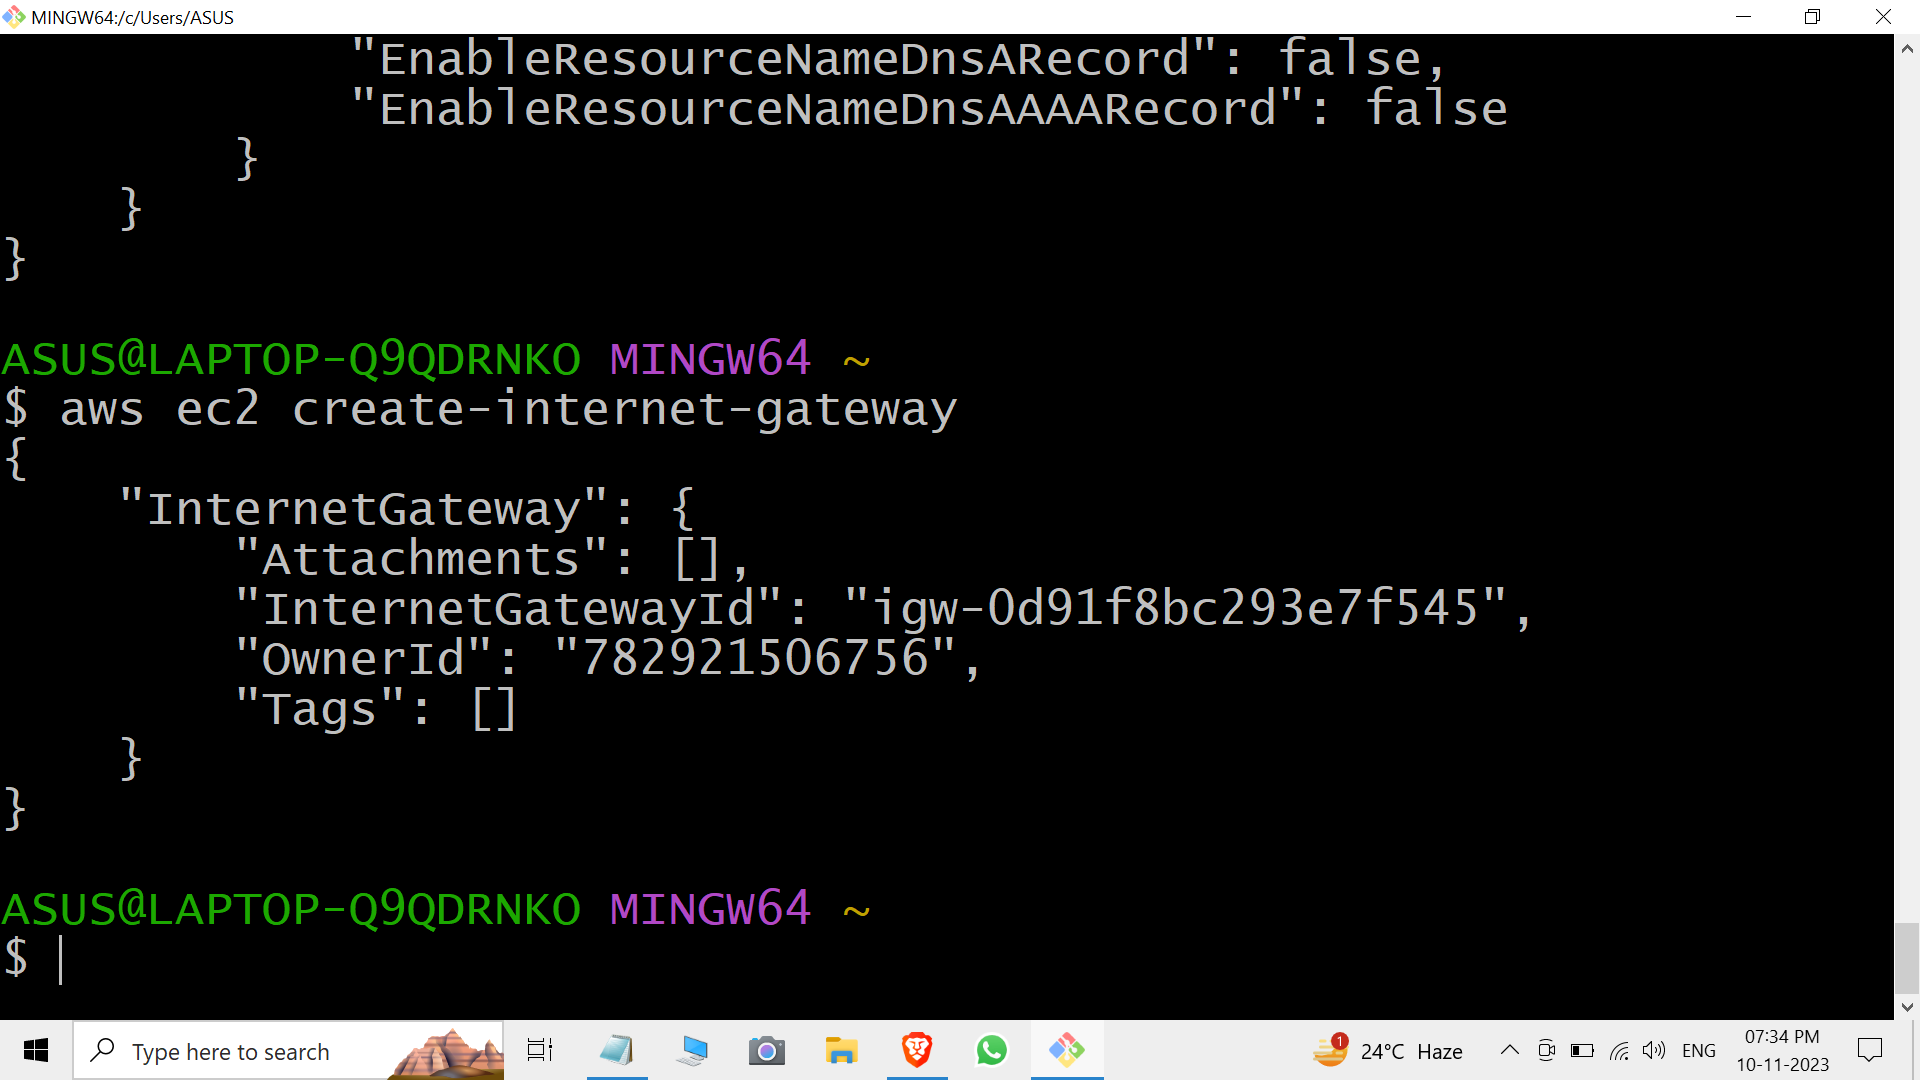 MINGW64:/c/Users/ASUS
"EnableResourceNameDnsARecord": false,
"EnableResourceNameDnsAAAARecord": false
}
}
}
ASUS@LAPTOP-Q9QDRNKO MINGW64 ~
$ aws ec2 create-internet-gateway
{
"InternetGateway": {
"Attachments": [],
"InternetGatewayId": "igw-0d91f8bc293e7f545",
"OwnerId": "782921506756",
"Tags": []
}
}
ASUS@LAPTOP-Q9QDRNKO MINGW64 ~
$
Type here to search
1
24°C Haze
ENG
07:34 PM
10-11-2023